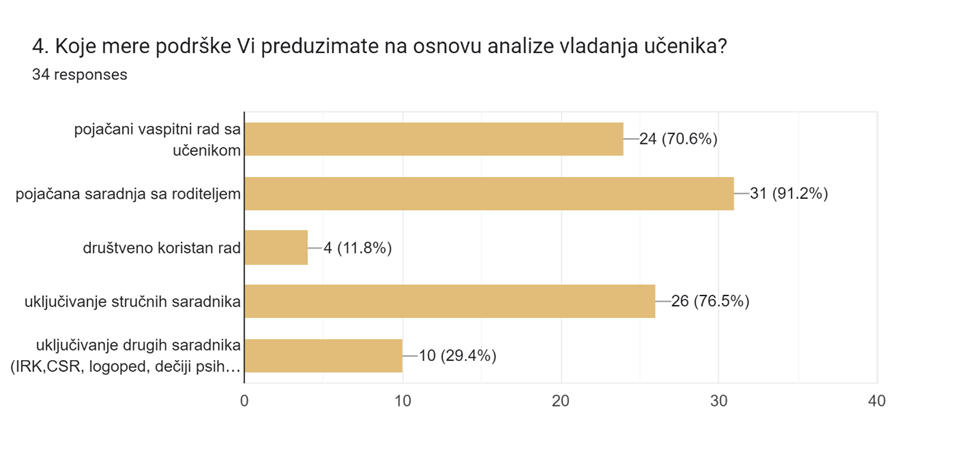 4. Koje mere podrške Vi preduzimate na osnovu analize vladanja učenika?
34 responses
pojačani vaspitni rad sa
učenikom
24 (70.6%)
pojačana saradnja sa roditeljem
31 (91.2%)
društveno koristan rad
4 (11.8%)
uključivanje stručnih saradnika
26 (76.5%)
uključivanje drugih saradnika
(IRK,CSR, logoped, dečiji psih…
10 (29.4%)
0 10 20 30 40